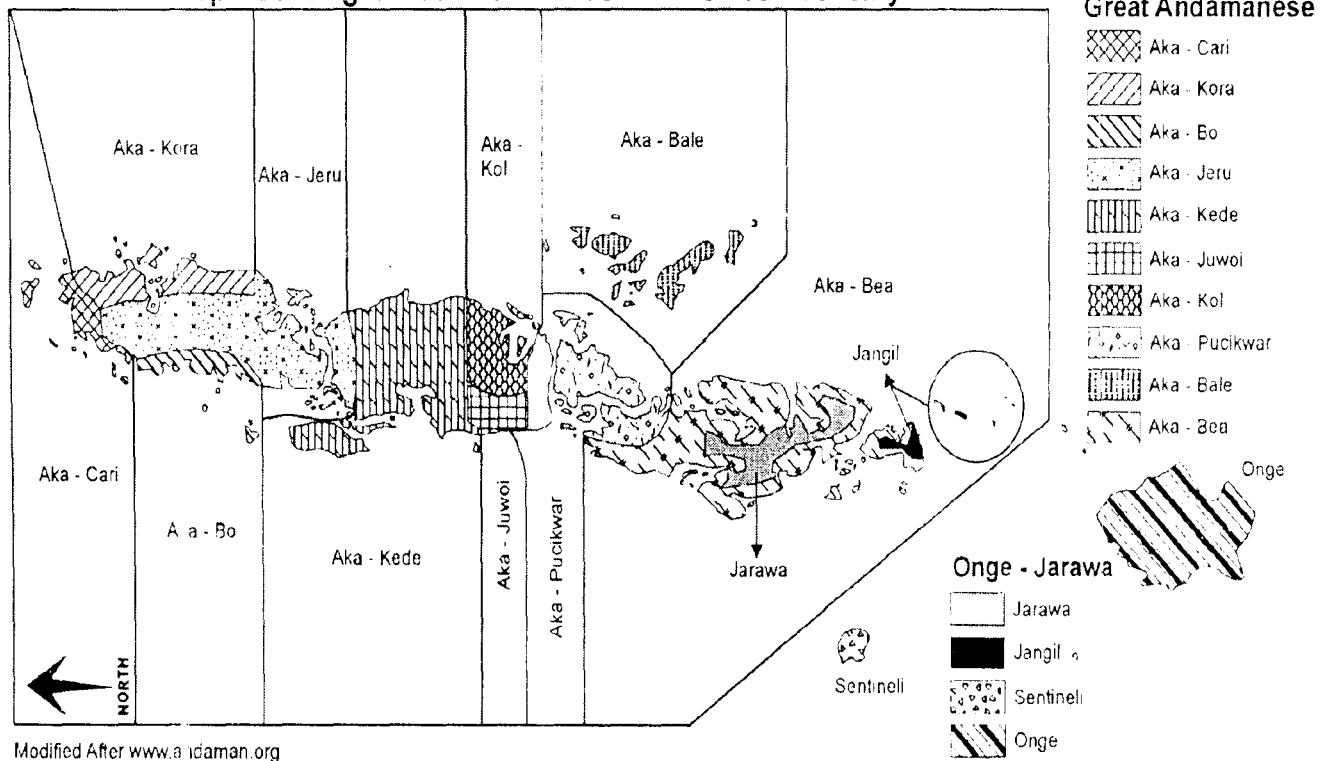 Great Andamanese
Aka - Cari
Aka - Kora
Aka - Bo
Aka - Jeru
Aka - Kede
Aka - Juwoi
Aka - Kol
Aka - Pucikwar
Aka - Bale
Aka - Bea
Aka - Kora
Aka - Jeru
Aka -
Kol
Aka - Bale
Aka - Bea
Jangil
Onge
Aka - Cari
A a - Bo
Aka - Kede
Aka - Juwoi
Aka - Pucikwar
Jarawa
Sentineli
Onge - Jarawa
Jarawa
Jangil
Sentineli
Onge
NORTH
Modified After www.andaman.org